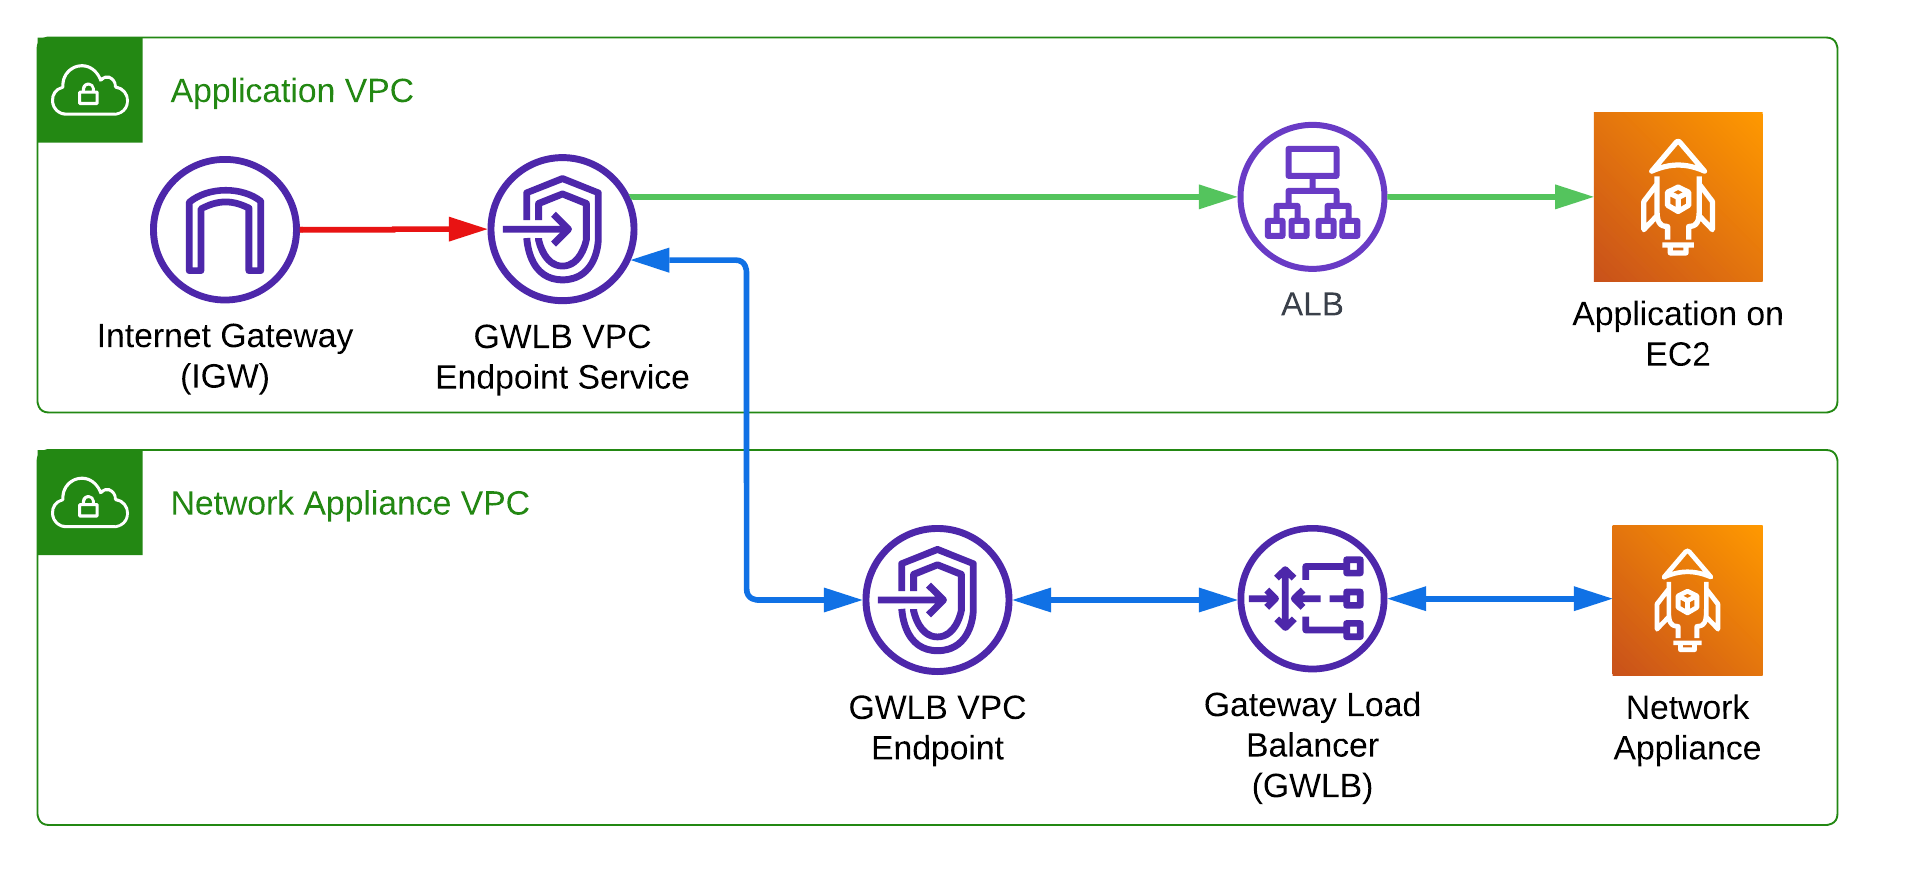 Application VPC
Internet Gateway
(IGW)
GWLB VPC
Endpoint Service
ALB
Application on
EC2
Network Appliance VPC
GWLB VPC
Endpoint
Gateway Load
Balancer
(GWLB)
Network
Appliance